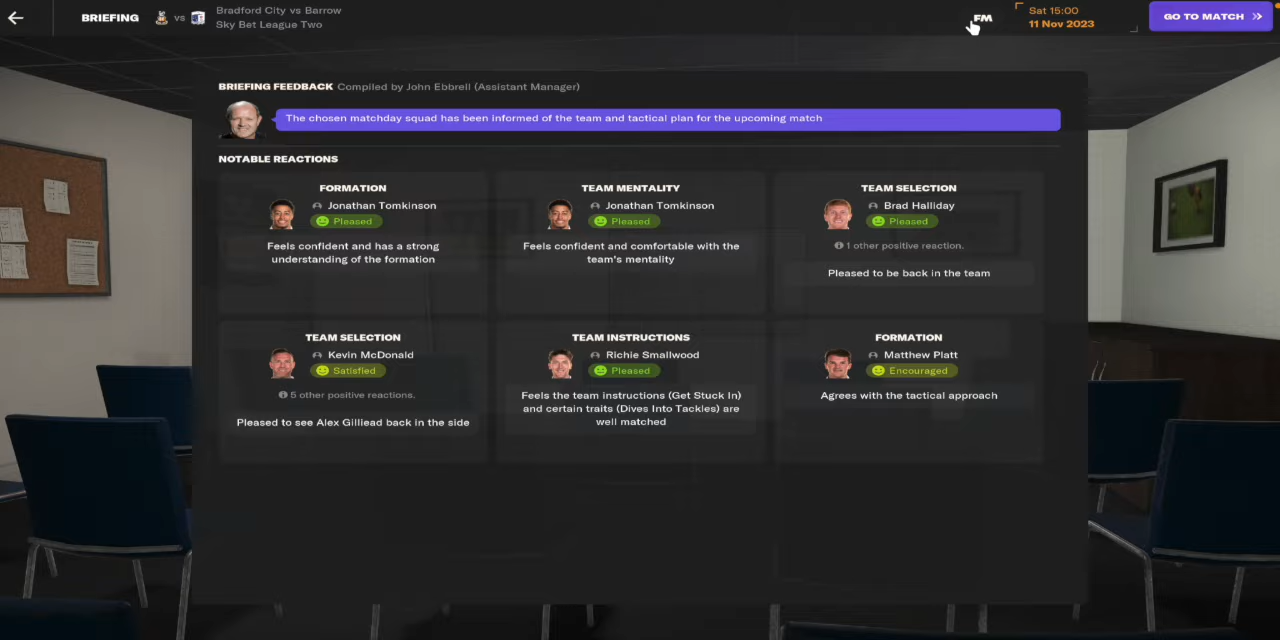 BRIEFING
vs
Bradford City vs Barrow
Sky Bet League Two
FM
Sat 15:00
11 Nov 2023
GO TO MATCH
BRIEFING FEEDBACK Compiled by John Ebbrell (Assistant Manager)
The chosen matchday squad has been informed of the team and tactical plan for the upcoming match
NOTABLE REACTIONS
FORMATION
Jonathan Tomkinson
Pleased
Feels confident and has a strong
understanding of the formation
TEAM MENTALITY
Jonathan Tomkinson
Pleased
Feels confident and comfortable with the
team's mentality
TEAM SELECTION
Brad Halliday
Pleased
1 other positive reaction.
Pleased to be back in the team
TEAM SELECTION
Kevin McDonald
Satisfied
5 other positive reactions.
Pleased to see Alex Gilliead back in the side
TEAM INSTRUCTIONS
Richie Smallwood
Pleased
Feels the team instructions (Get Stuck In)
and certain traits (Dives Into Tackles) are
well matched
FORMATION
Matthew Platt
Encouraged
Agrees with the tactical approach